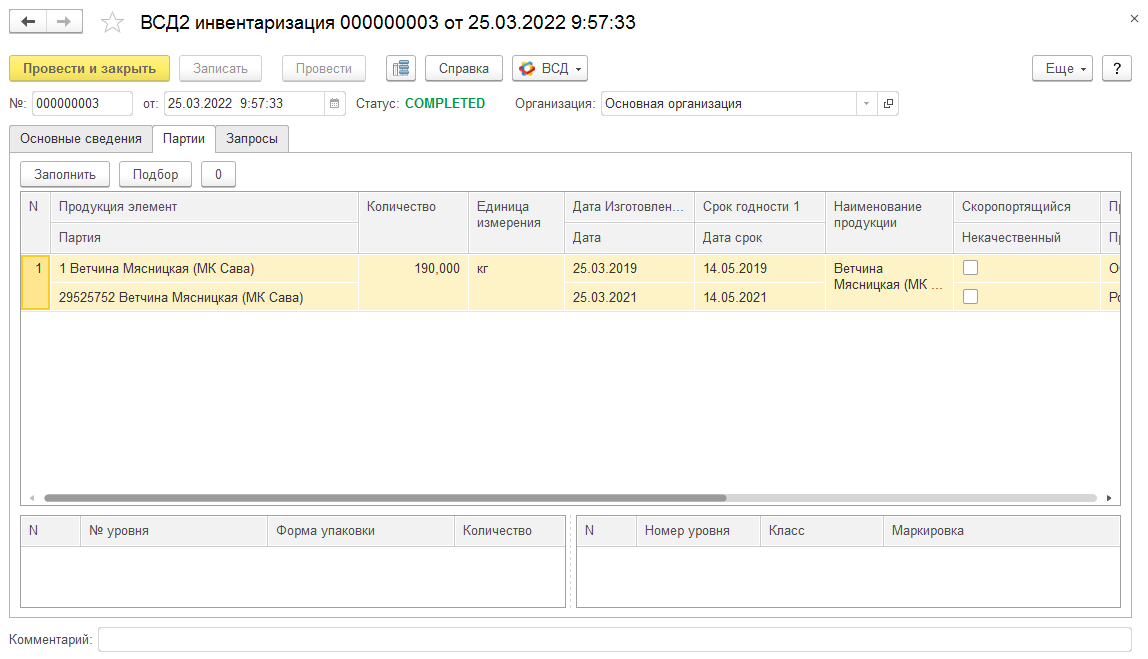 ВСД2 инвентаризация 000000003 от 25.03.2022 9:57:33
Провести и закрыть Записать Провести Справка ВСД Еще ?
№: 000000003 от: 25.03.2022 9:57:33 Статус: COMPLETED Организация: Основная организация
Основные сведения Партии Запросы
Заполнить Подбор 0
N Продукция элемент Количество Единица измерения Дата Изготовлен... Срок годности 1 Наименование продукции Скоропортящийся
Партия Дата Дата срок Некачественный
1 1 Ветчина Мясницкая (МК Сава) 190,000 кг 25.03.2019 14.05.2019 Ветчина Мясницкая (МК ...
29525752 Ветчина Мясницкая (МК Сава) 25.03.2021 14.05.2021
N № уровня Форма упаковки Количество N Номер уровня Класс Маркировка
Комментарий: